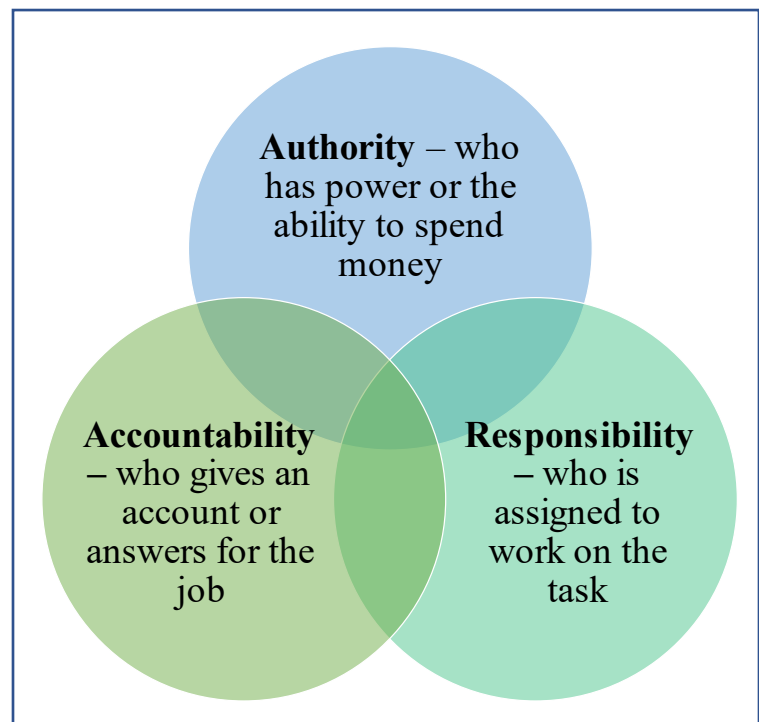 Authority – who
has power or the
ability to spend
money
Accountability
– who gives an
account or
answers for the
job
Responsibility
– who is
assigned to
work on the
task